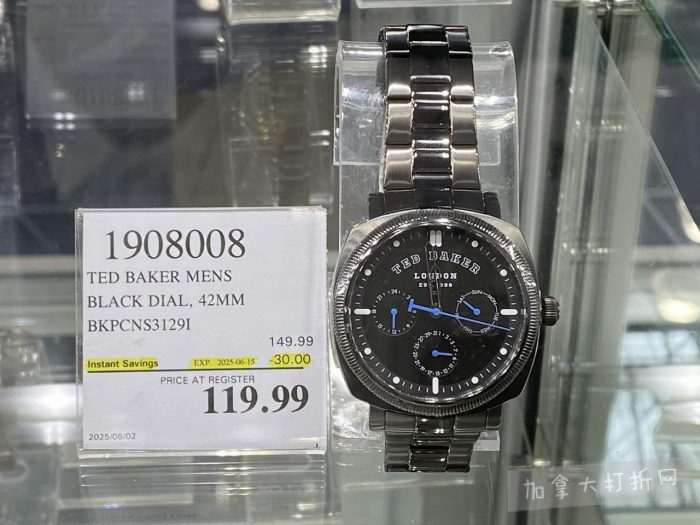 1908008
TED BAKER MENS
BLACK DIAL, 42MM
BKPCNS3129I
149.99
Instant Savings EXP. 2025-06-15 -30.00
PRICE AT REGISTER
119.99
2025/06/02
TED BAKER
LONDON
加拿大打折网